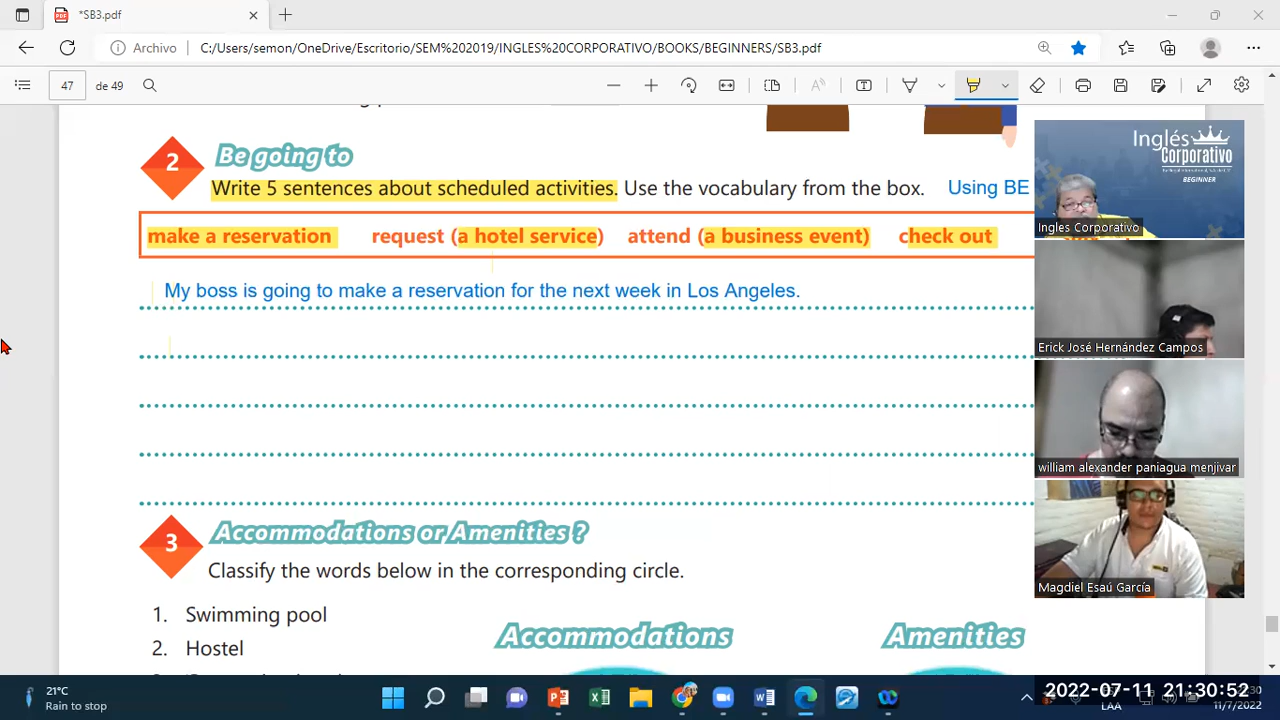 *SB3.pdf
Archivo
C:/Users/semon/OneDrive/Escritorio/SEM%202019/INGLES%20CORPORATIVO/BOOKS/BEGINNERS/SB3.pdf
47 de 49
2 Be going to
Write 5 sentences about scheduled activities. Use the vocabulary from the box. Using BE
make a reservation request (a hotel service) attend (a business event) check out
My boss is going to make a reservation for the next week in Los Angeles.
3 Accommodations or Amenities ?
Classify the words below in the corresponding circle.
1. Swimming pool
2. Hostel
Accommodations Amenities
Inglés
Corporativo
BEGINNER
Ingles Corporativo
Erick José Hernández Campos
william alexander paniagua menjivar
Magdiel Esaú García
21°C
Rain to stop
LAA
2022-07-11 21:30:52
11/7/2022